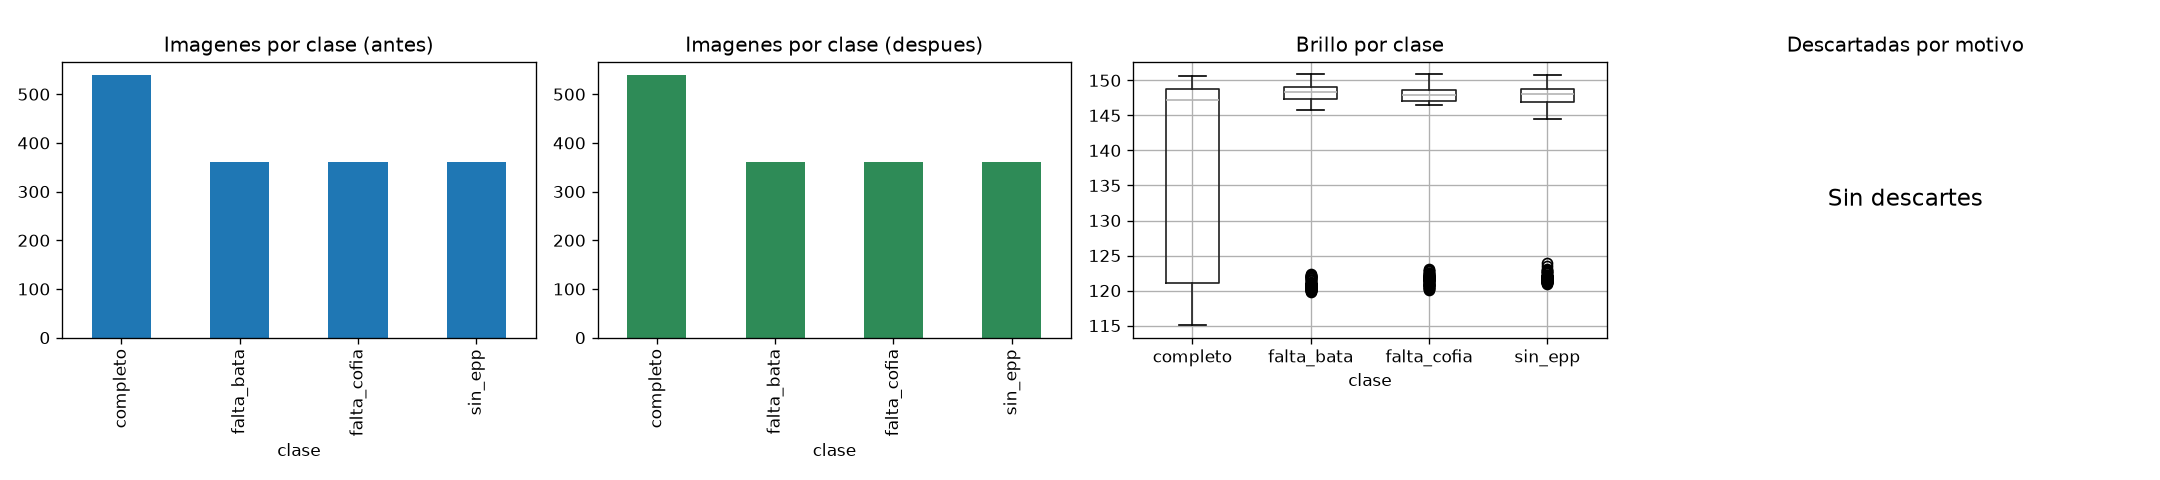 Imagenes por clase (antes)
500
400
300
200
100
0
completo
falta_bata
falta_cofia
sin_epp
clase
Imagenes por clase (despues)
500
400
300
200
100
0
completo
falta_bata
falta_cofia
sin_epp
clase
Brillo por clase
150
145
140
135
130
125
120
115
completo
falta_bata
falta_cofia
sin_epp
clase
Descartadas por motivo
Sin descartes